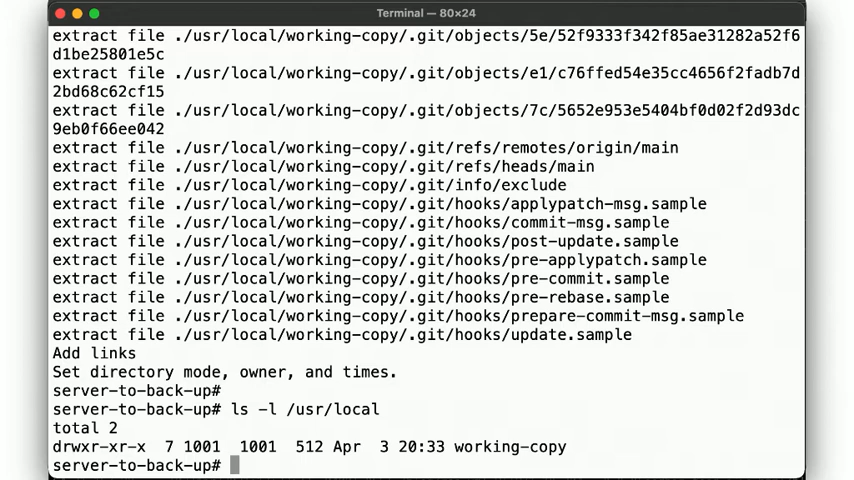 Terminal — 80×24
extract file ./usr/local/working-copy/.git/objects/5e/52f9333f342f85ae31282a52f6
d1be25801e5c
extract file ./usr/local/working-copy/.git/objects/e1/c76ffed54e35cc4656f2fadb7d
2bd68c62cf15
extract file ./usr/local/working-copy/.git/objects/7c/5652e953e5404bf0d02f2d93dc
9eb0f66ee042
extract file ./usr/local/working-copy/.git/refs/remotes/origin/main
extract file ./usr/local/working-copy/.git/refs/heads/main
extract file ./usr/local/working-copy/.git/info/exclude
extract file ./usr/local/working-copy/.git/hooks/applypatch-msg.sample
extract file ./usr/local/working-copy/.git/hooks/commit-msg.sample
extract file ./usr/local/working-copy/.git/hooks/post-update.sample
extract file ./usr/local/working-copy/.git/hooks/pre-applypatch.sample
extract file ./usr/local/working-copy/.git/hooks/pre-commit.sample
extract file ./usr/local/working-copy/.git/hooks/pre-rebase.sample
extract file ./usr/local/working-copy/.git/hooks/prepare-commit-msg.sample
extract file ./usr/local/working-copy/.git/hooks/update.sample
Add links
Set directory mode, owner, and times.
server-to-back-up#
server-to-back-up# ls -l /usr/local
total 2
drwxr-xr-x  7 1001  1001  512 Apr  3 20:33 working-copy
server-to-back-up#